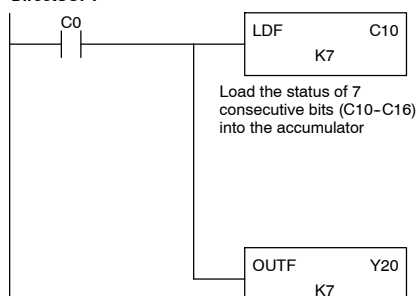 C0
LDF C10
K7
Load the status of 7
consecutive bits (C10-C16)
into the accumulator
OUTF Y20
K7